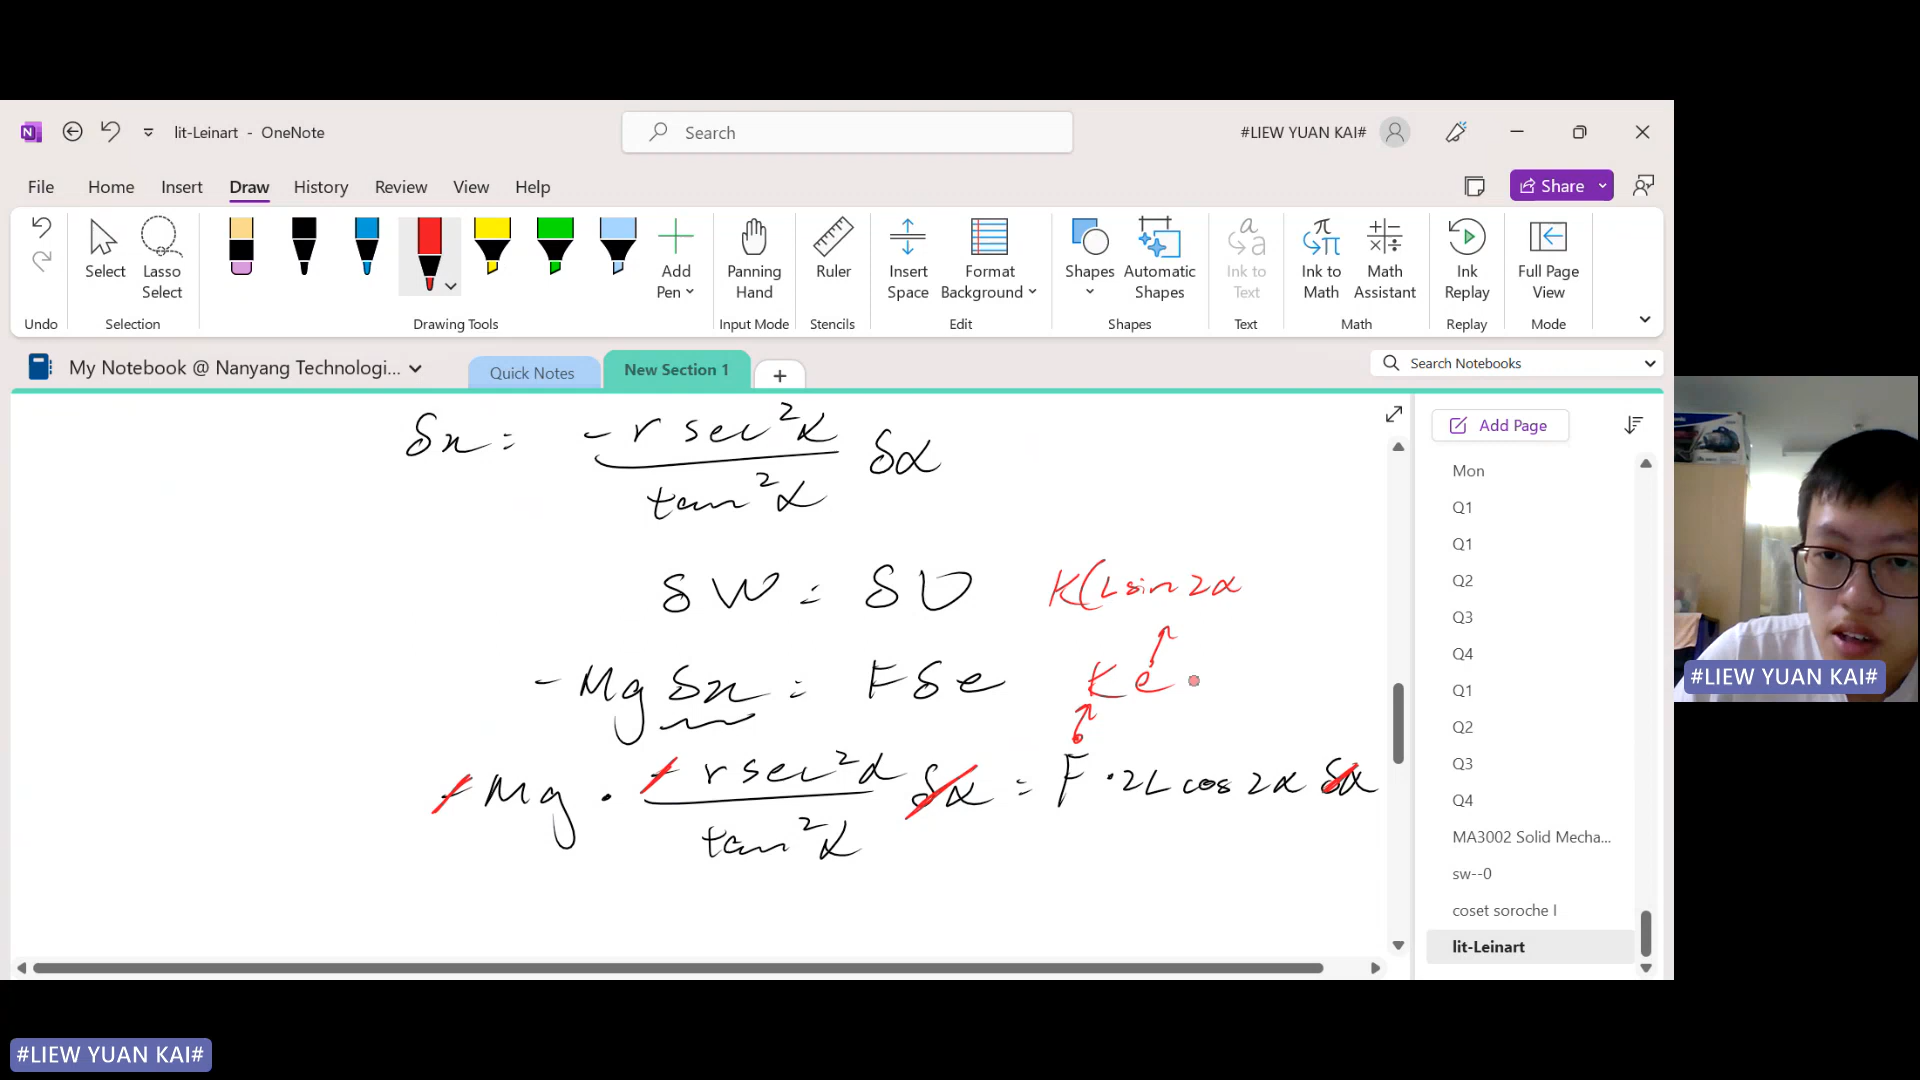 lit-Leinart - OneNote
Search
#LIEW YUAN KAI#
File Home Insert Draw History Review View Help
Share
Select
Lasso Select
Add Pen
Panning Hand
Ruler
Insert Space
Format Background
Shapes
Automatic Shapes
Ink to Text
Ink to Math
Math Assistant
Ink Replay
Full Page View
Undo
Selection
Drawing Tools
Input Mode
Stencils
Edit
Shapes
Text
Math
Replay
Mode
My Notebook @ Nanyang Technologi...
Quick Notes
New Section 1
+
Search Notebooks
Add Page
Mon
Q1
Q1
Q2
Q3
Q4
Q1
Q2
Q3
Q4
MA3002 Solid Mecha...
sw--0
coset soroche I
lit-Leinart
δx = - r sec²α / tan²α δα
δW = δU
K(L sin 2α
-Mg δx = F δe
K e
-Mg · - r sec²α / tan²α δα = F · 2L cos 2α δα
#LIEW YUAN KAI#
#LIEW YUAN KAI#